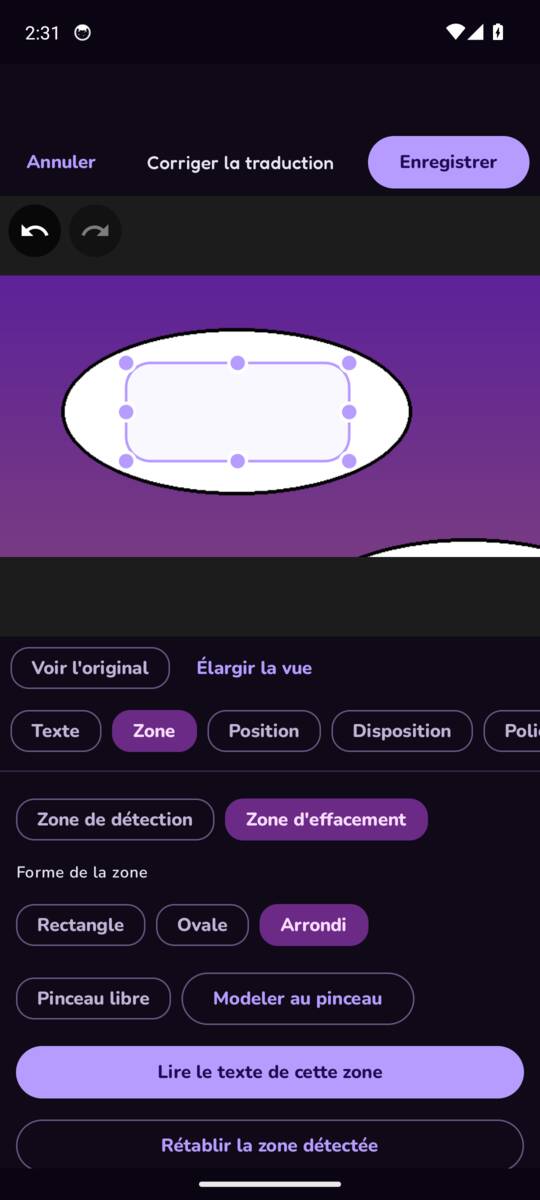 2:31
Annuler
Corriger la traduction
Enregistrer
Voir l'original
Élargir la vue
Texte
Zone
Position
Disposition
Zone de détection
Zone d'effacement
Forme de la zone
Rectangle
Ovale
Arrondi
Pinceau libre
Modeler au pinceau
Lire le texte de cette zone
Rétablir la zone détectée